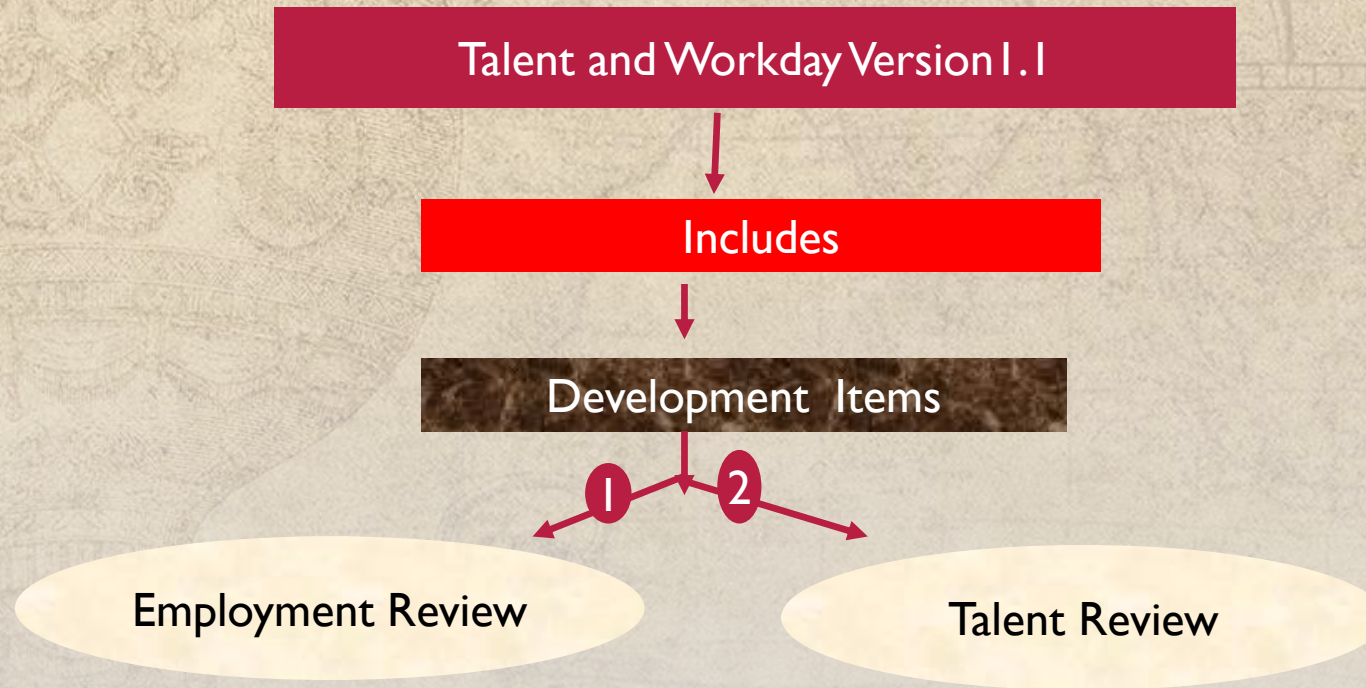 Talent and Workday Version1.1
Includes
Development Items
1
2
Employment Review
Talent Review